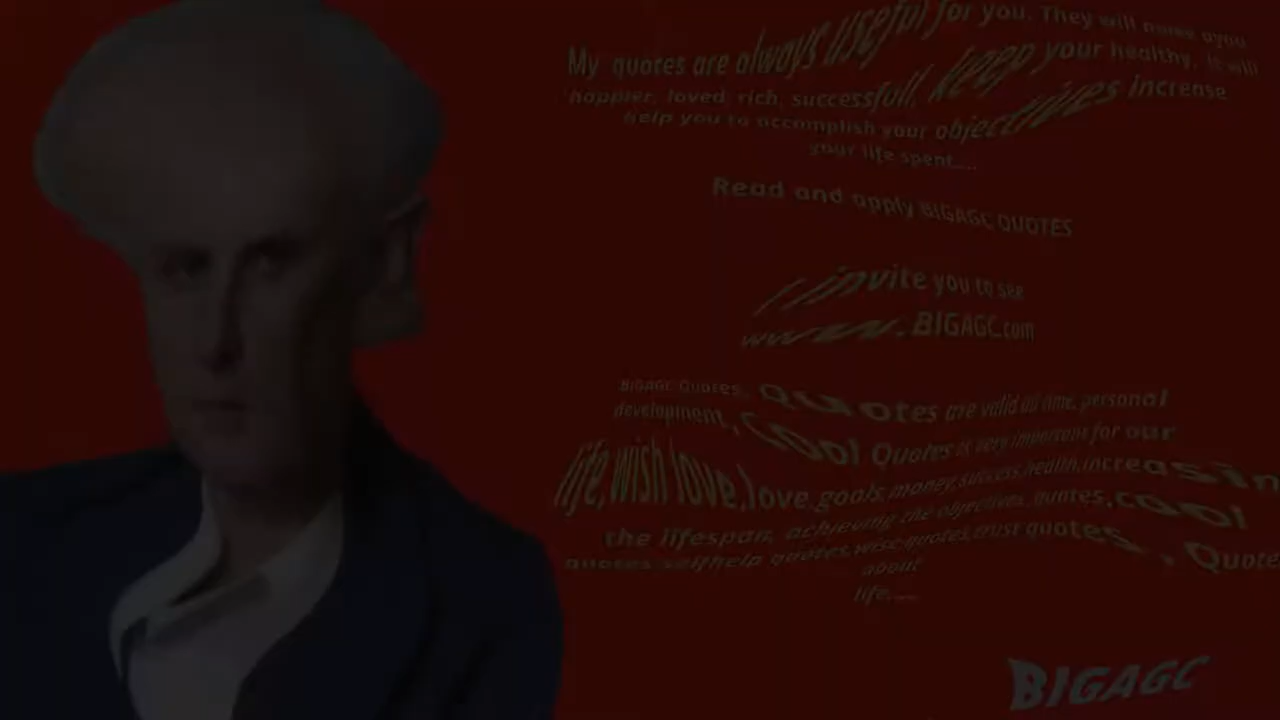 My quotes are always useful for you. They will make you
happier, loved, rich, successfull, keep your healthy, is will
help you to accomplish your objectives increase
your life spent....
Read and apply BIGAGC QUOTES
I invite you to see
www.BIGAGC.com
BIGAGC Quotes, Quotes are valid all time, personal
development, Cool Quotes is very important for our
life, wish love, love, goals, money, success, health, increasin
the lifespan, achieving the objectives, quotes, cool
quotes selfhelp quotes, wise quotes, trust quotes , Quote
about
life.....
BIGAGC